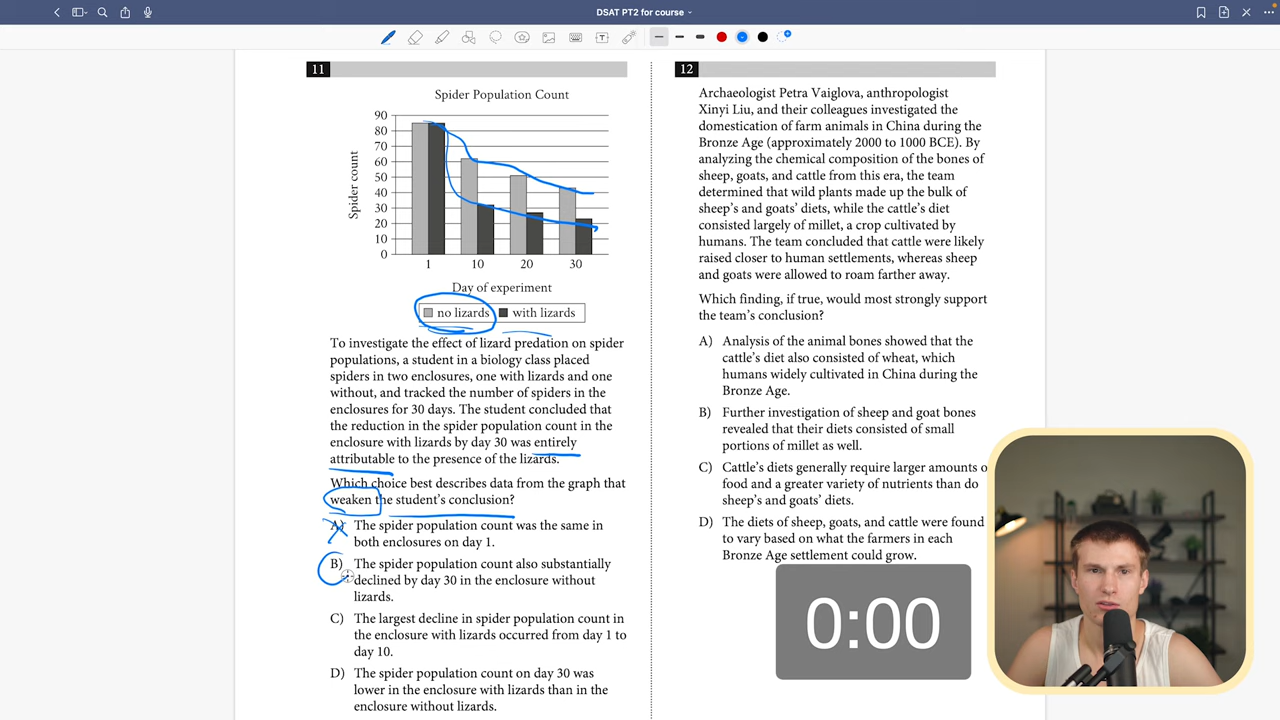 DSAT PT2 for course
11
Spider Population Count
90
80
70
60
50
40
30
20
10
0
Spider count
1 10 20 30
Day of experiment
no lizards with lizards
To investigate the effect of lizard predation on spider
populations, a student in a biology class placed
spiders in two enclosures, one with lizards and one
without, and tracked the number of spiders in the
enclosures for 30 days. The student concluded that
the reduction in the spider population count in the
enclosure with lizards by day 30 was entirely
attributable to the presence of the lizards.
Which choice best describes data from the graph that
weaken the student's conclusion?
A) The spider population count was the same in
both enclosures on day 1.
B) The spider population count also substantially
declined by day 30 in the enclosure without
lizards.
C) The largest decline in spider population count in
the enclosure with lizards occurred from day 1 to
day 10.
D) The spider population count on day 30 was
lower in the enclosure with lizards than in the
enclosure without lizards.
12
Archaeologist Petra Vaiglova, anthropologist
Xinyi Liu, and their colleagues investigated the
domestication of farm animals in China during the
Bronze Age (approximately 2000 to 1000 BCE). By
analyzing the chemical composition of the bones of
sheep, goats, and cattle from this era, the team
determined that wild plants made up the bulk of
sheep's and goats' diets, while the cattle's diet
consisted largely of millet, a crop cultivated by
humans. The team concluded that cattle were likely
raised closer to human settlements, whereas sheep
and goats were allowed to roam farther away.
Which finding, if true, would most strongly support
the team's conclusion?
A) Analysis of the animal bones showed that the
cattle's diet also consisted of wheat, which
humans widely cultivated in China during the
Bronze Age.
B) Further investigation of sheep and goat bones
revealed that their diets consisted of small
portions of millet as well.
C) Cattle's diets generally require larger amounts o
food and a greater variety of nutrients than do
sheep's and goats' diets.
D) The diets of sheep, goats, and cattle were found
to vary based on what the farmers in each
Bronze Age settlement could grow.
0:00